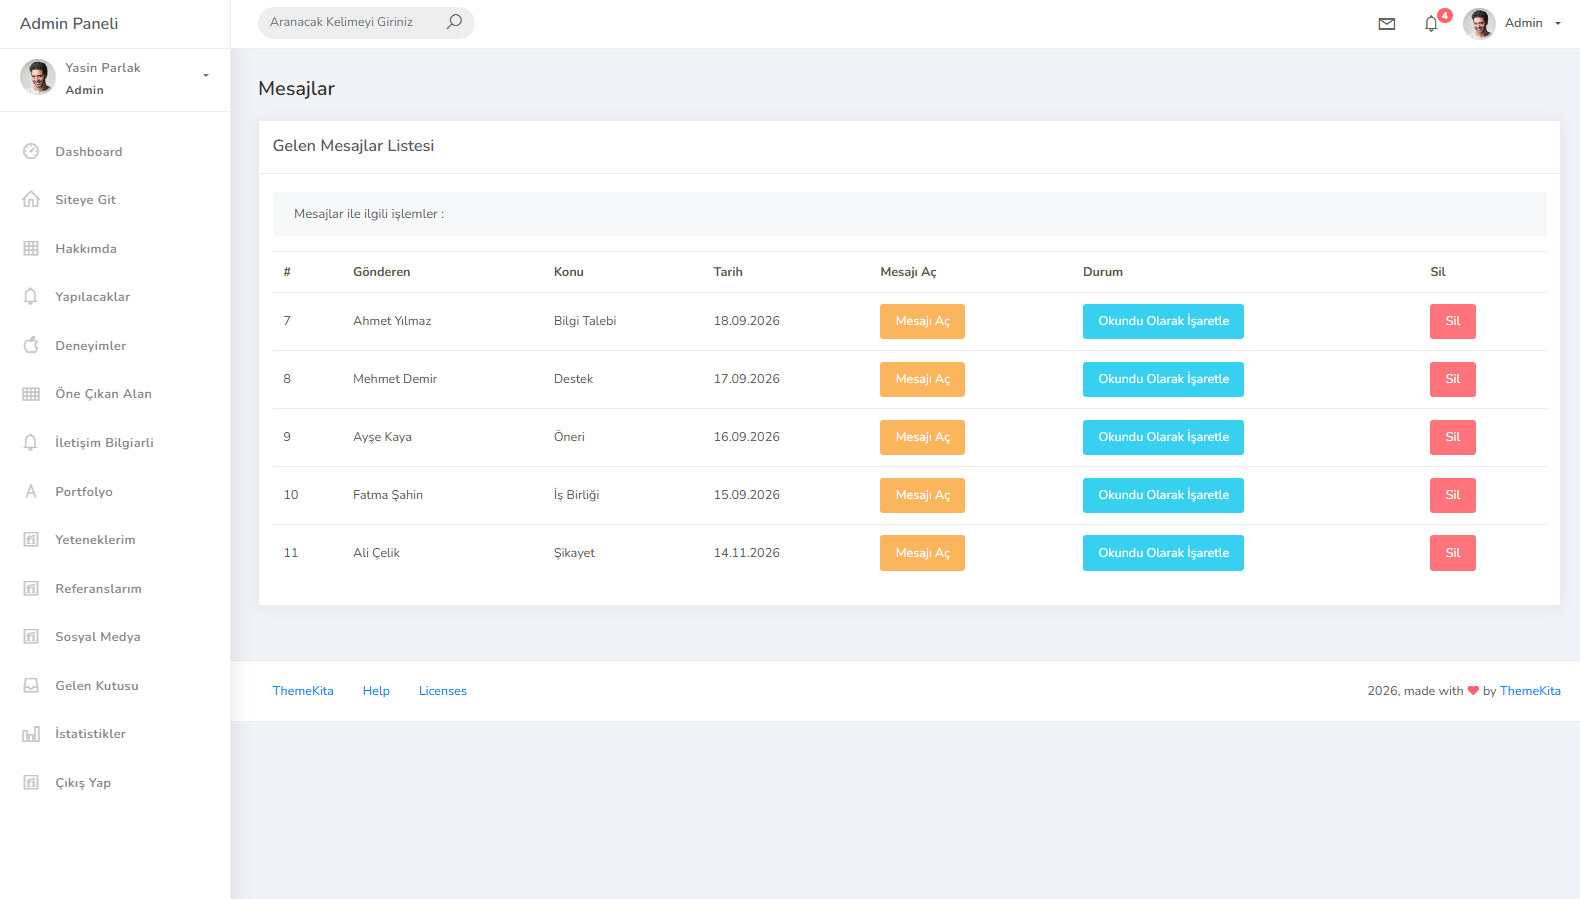 Admin Paneli
Aranacak Kelimeyi Giriniz
4
Admin
Yasin Parlak
Admin
Dashboard
Siteye Git
Hakkımda
Yapılacaklar
Deneyimler
Öne Çıkan Alan
İletişim Bilgiarli
Portfolyo
Yeteneklerim
Referanslarım
Sosyal Medya
Gelen Kutusu
İstatistikler
Çıkış Yap
Mesajlar
Gelen Mesajlar Listesi
Mesajlar ile ilgili işlemler :
# Gönderen Konu Tarih Mesajı Aç Durum Sil
7 Ahmet Yılmaz Bilgi Talebi 18.09.2026 Mesajı Aç Okundu Olarak İşaretle Sil
8 Mehmet Demir Destek 17.09.2026 Mesajı Aç Okundu Olarak İşaretle Sil
9 Ayşe Kaya Öneri 16.09.2026 Mesajı Aç Okundu Olarak İşaretle Sil
10 Fatma Şahin İş Birliği 15.09.2026 Mesajı Aç Okundu Olarak İşaretle Sil
11 Ali Çelik Şikayet 14.11.2026 Mesajı Aç Okundu Olarak İşaretle Sil
ThemeKita Help Licenses
2026, made with ❤ by ThemeKita